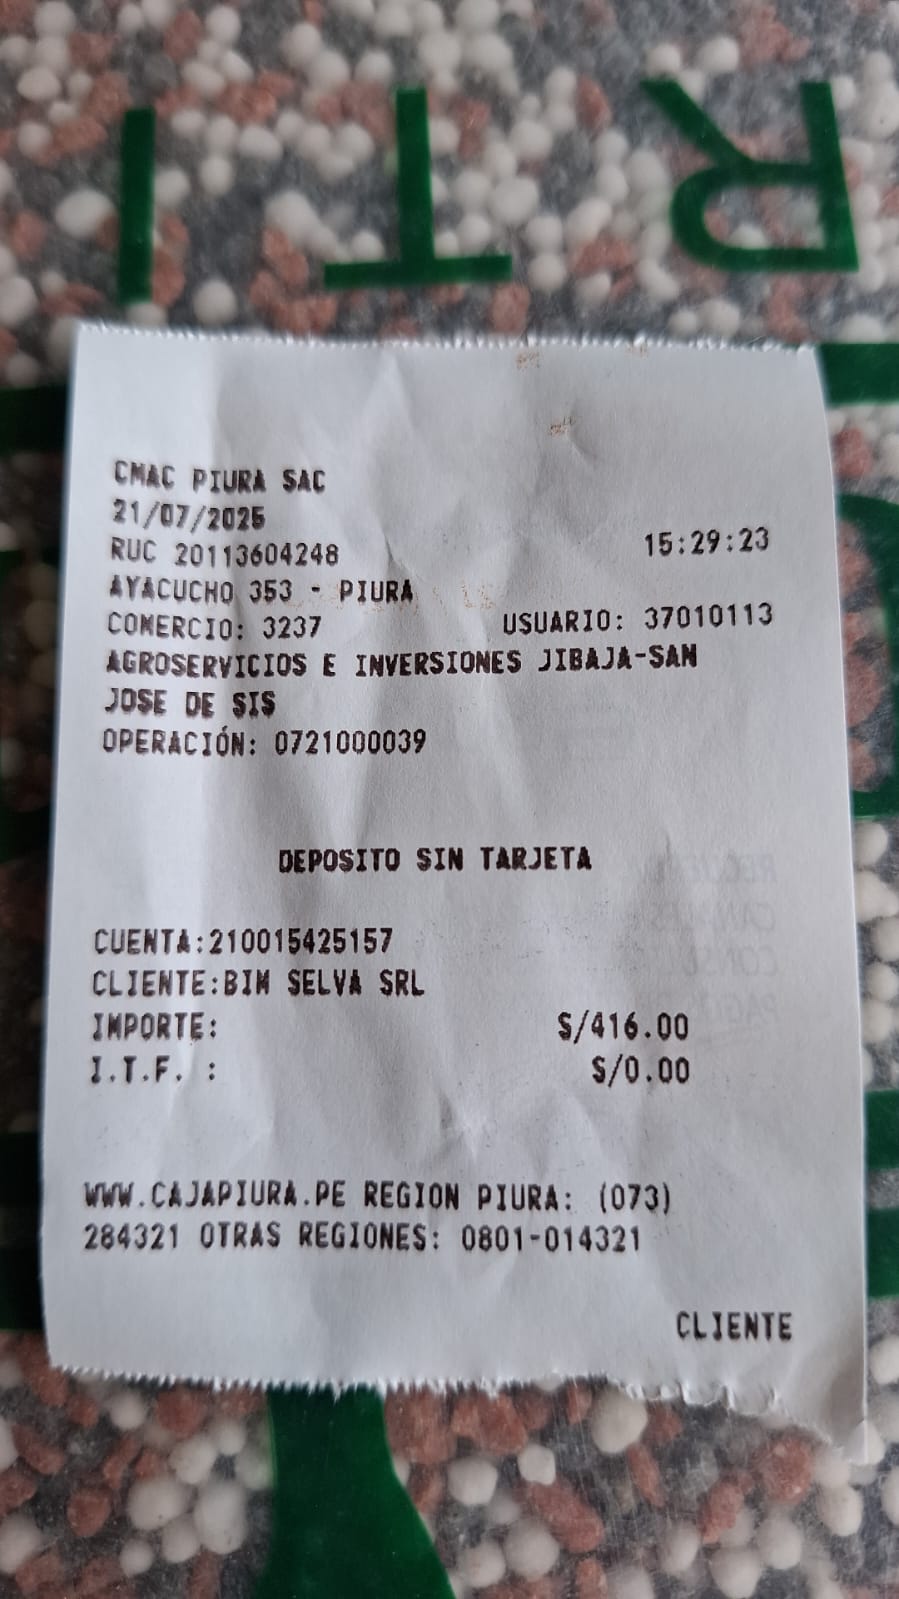 CMAC PIURA SAC
21/07/2025
15:29:23
RUC 20113604248
AYACUCHO 353 - PIURA
COMERCIO: 3237 USUARIO: 37010113
AGROSERVICIOS E INVERSIONES JIBAJA-SAN
JOSE DE SIS
OPERACIÓN: 0721000039
DEPOSITO SIN TARJETA
CUENTA:210015425157
CLIENTE:BIM SELVA SRL
IMPORTE: S/416.00
I.T.F. : S/0.00
WWW.CAJAPIURA.PE REGION PIURA: (073)
284321 OTRAS REGIONES: 0801-014321
CLIENTE